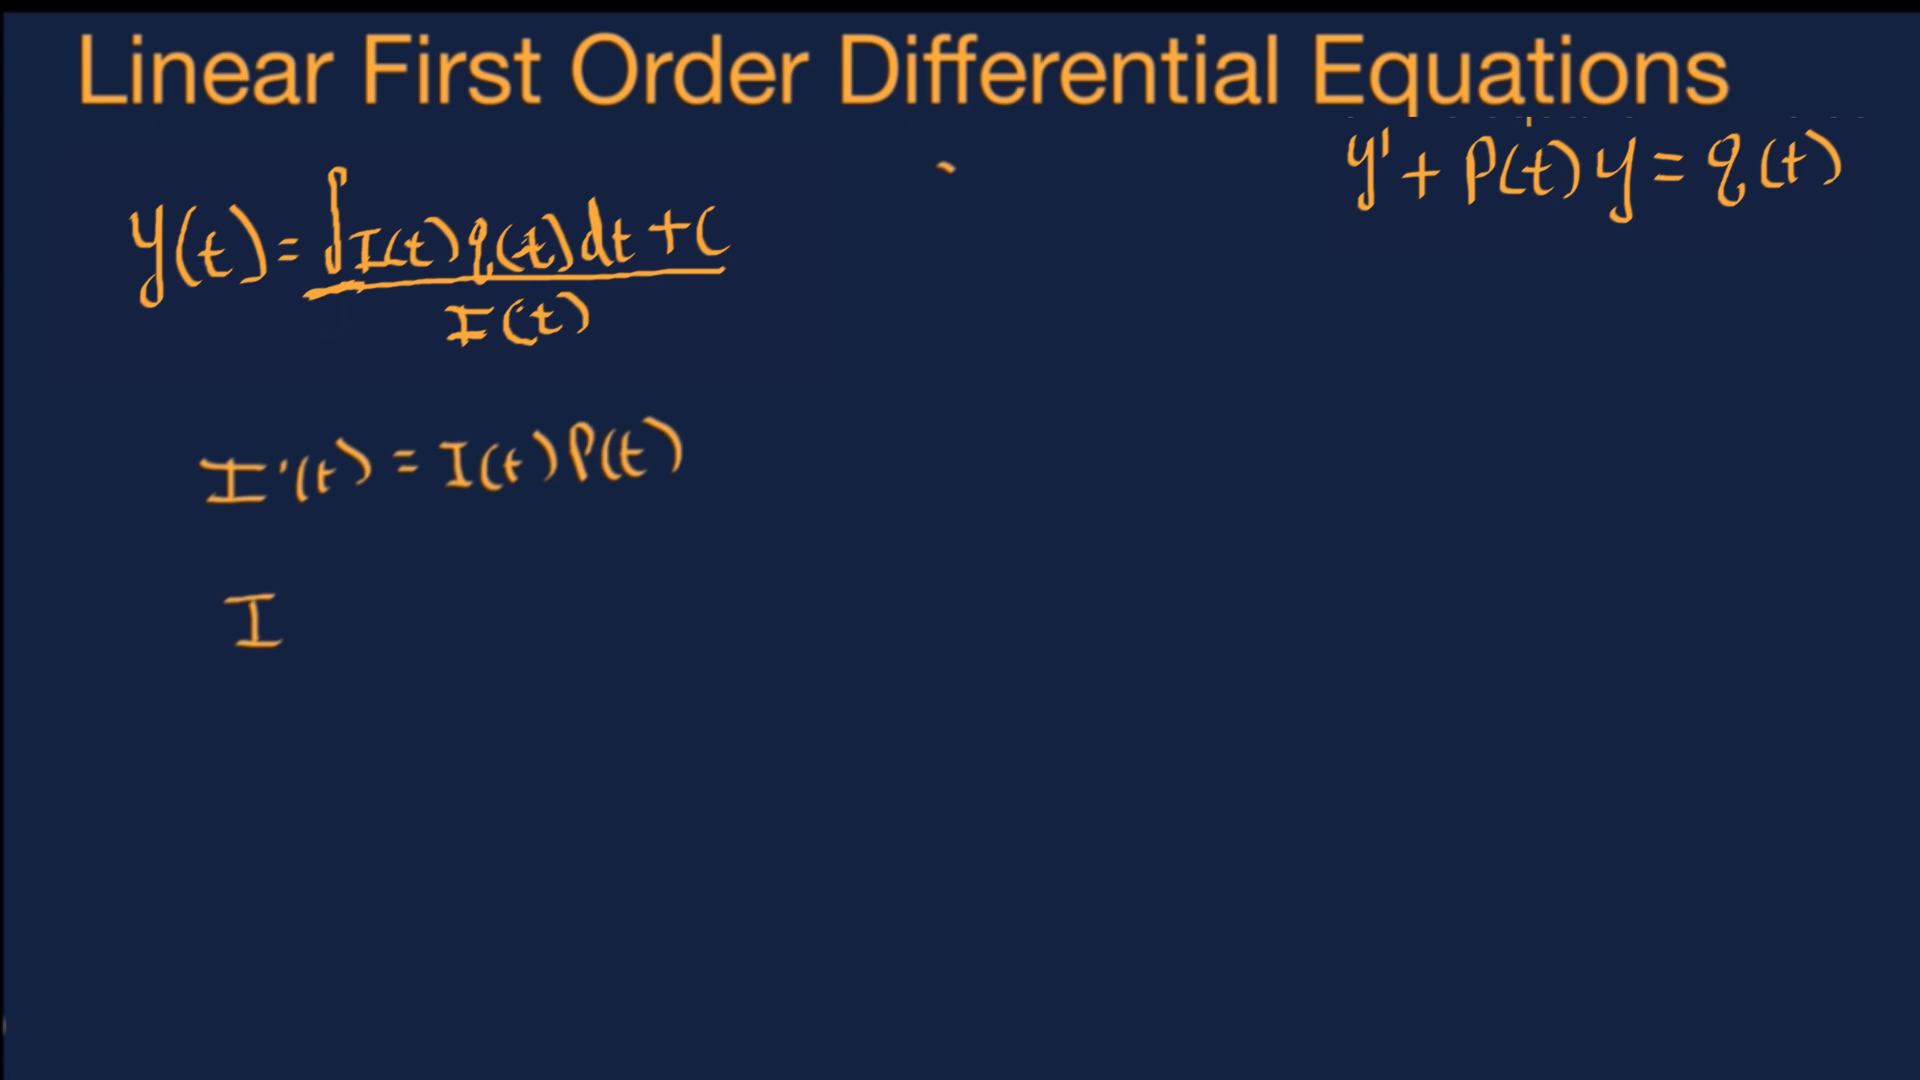 Linear First Order Differential Equations
y' + P(t) y = q(t)
y(t) = ∫I(t) q(t) dt + C
I(t)
I'(t) = I(t) P(t)
I